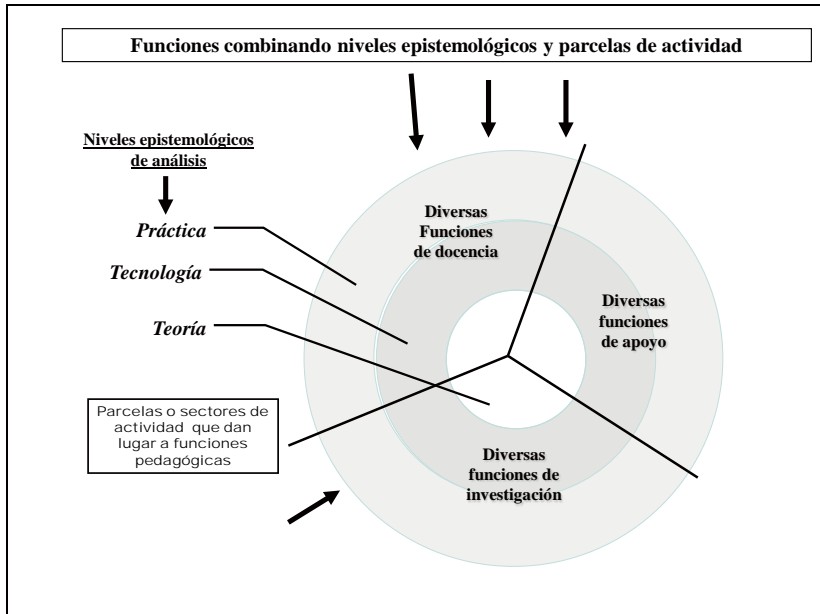 Funciones combinando niveles epistemológicos y parcelas de actividad
Niveles epistemológicos
de análisis
Práctica
Tecnología
Teoría
Diversas
Funciones
de docencia
Diversas
funciones
de apoyo
Parcelas o sectores de
actividad que dan
lugar a funciones
pedagógicas
Diversas
funciones de
investigación